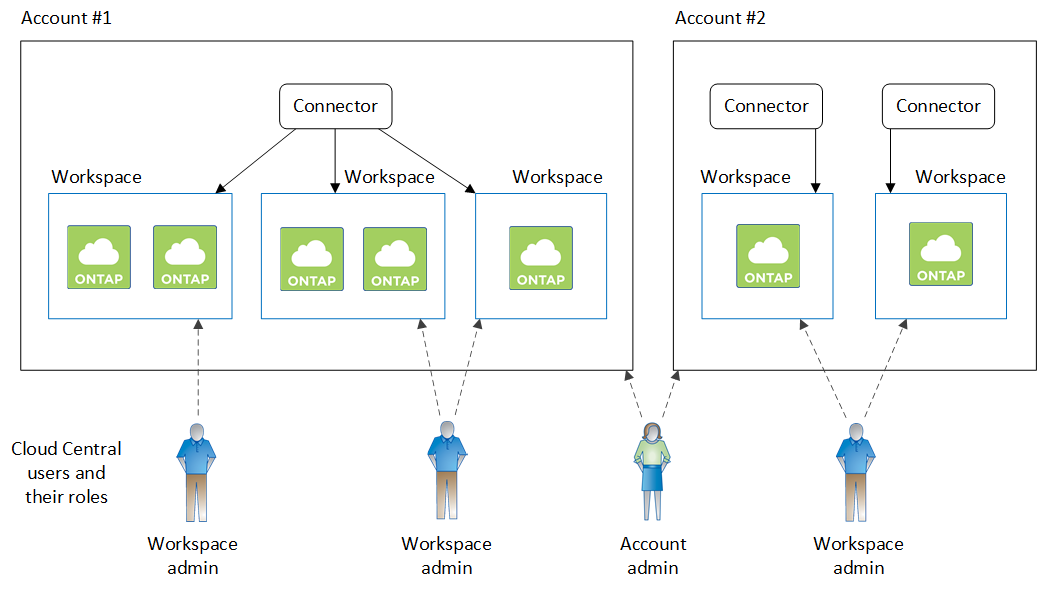 Account #1
Account #2
Connector
Connector
Connector
Workspace
Workspace
Workspace
Workspace
Workspace
ONTAP
ONTAP
ONTAP
ONTAP
ONTAP
ONTAP
ONTAP
Cloud Central
users and
their roles
Workspace
admin
Workspace
admin
Account
admin
Workspace
admin